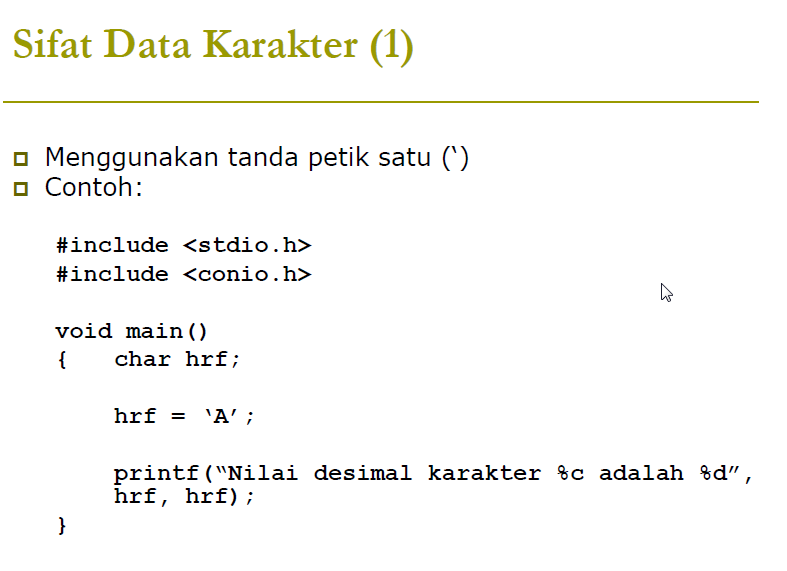 Sifat Data Karakter (1)
Menggunakan tanda petik satu (‘)
Contoh:
#include <stdio.h>
#include <conio.h>
void main()
{ char hrf;
hrf = ‘A’;
printf(“Nilai desimal karakter %c adalah %d”,
hrf, hrf);
}